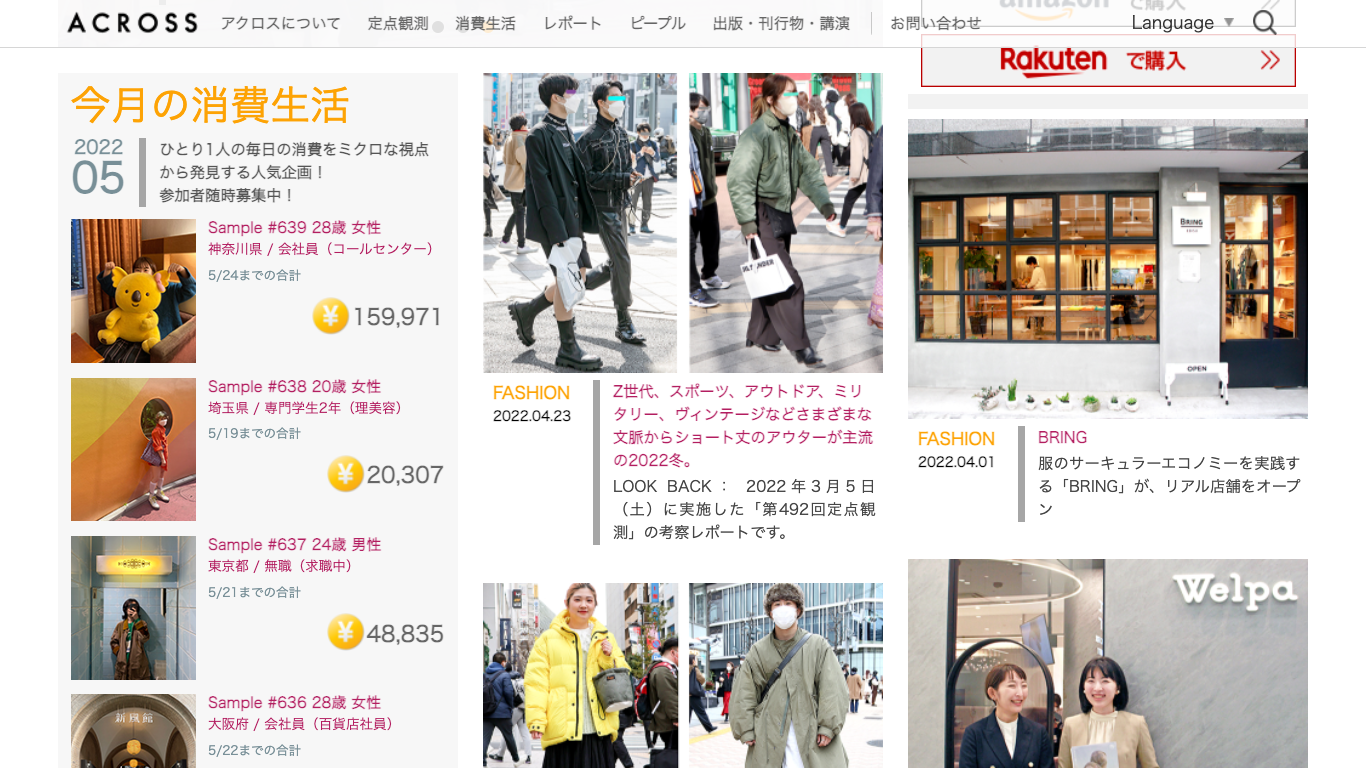 ACROSS
アクロスについて
定点観測
消費生活
レポート
ピープル
出版・刊行物・講演
お問い合わせ
Language
Rakuten で購入
今月の消費生活
2022
05
ひとり1人の毎日の消費をミクロな視点
から発見する人気企画！
参加者随時募集中！
Sample #639 28歳 女性
神奈川県 / 会社員（コールセンター）
5/24までの合計
¥ 159,971
Sample #638 20歳 女性
埼玉県 / 専門学生2年（理美容）
5/19までの合計
¥ 20,307
Sample #637 24歳 男性
東京都 / 無職（求職中）
5/21までの合計
¥ 48,835
新風館
Sample #636 28歳 女性
大阪府 / 会社員（百貨店社員）
5/22までの合計
FASHION
2022.04.23
Z世代、スポーツ、アウトドア、ミリ
タリー、ヴィンテージなどさまざまな
文脈からショート丈のアウターが主流
の2022冬。
LOOK BACK： 2022年３月５日
（土）に実施した「第492回定点観
測」の考察レポートです。
BRING
OPEN
FASHION
2022.04.01
BRING
服のサーキュラーエコノミーを実践す
る「BRING」が、リアル店舗をオープ
ン
Welpa